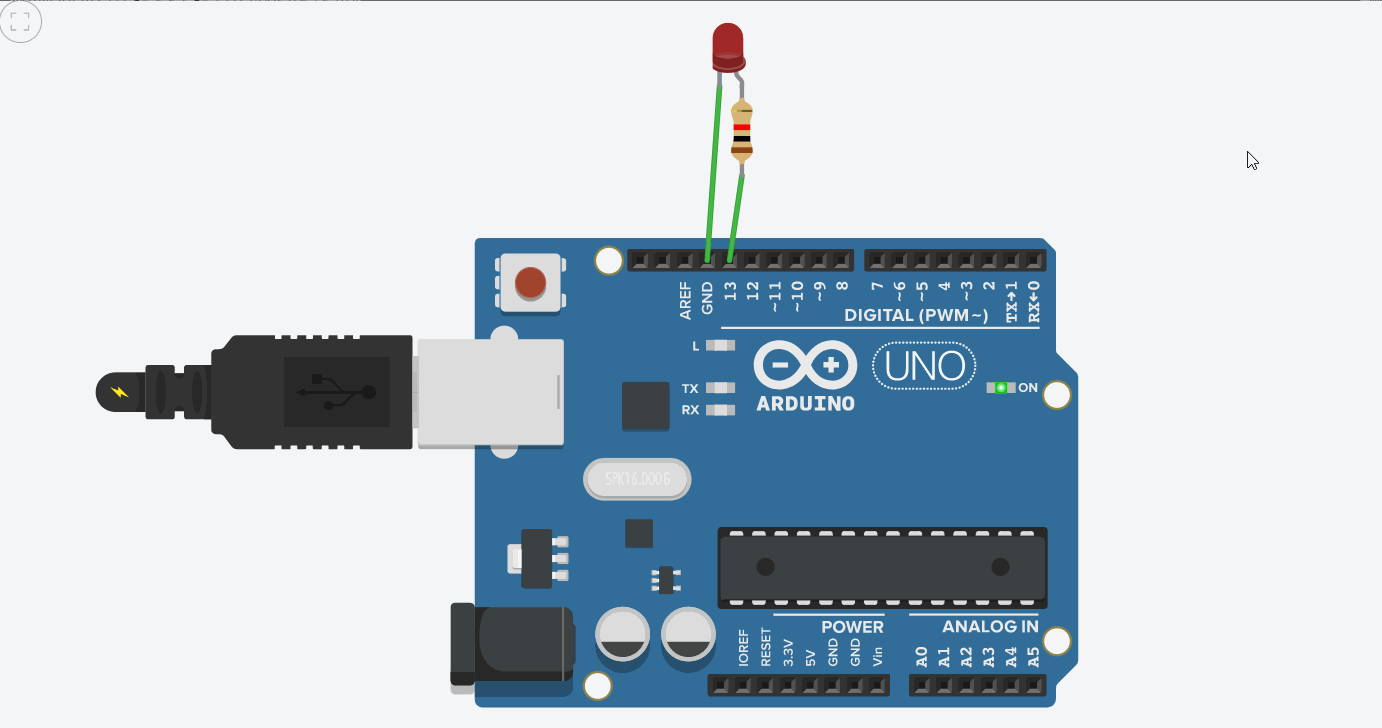 AREF
GND
13
12
~11
~10
~9
8
7
~6
~5
4
~3
2
TX→1
RX←0
DIGITAL (PWM~)
L
TX
RX
UNO
ARDUINO
ON
SPK16.000G
POWER
ANALOG IN
IOREF
RESET
3.3V
5V
GND
GND
Vin
A0
A1
A2
A3
A4
A5